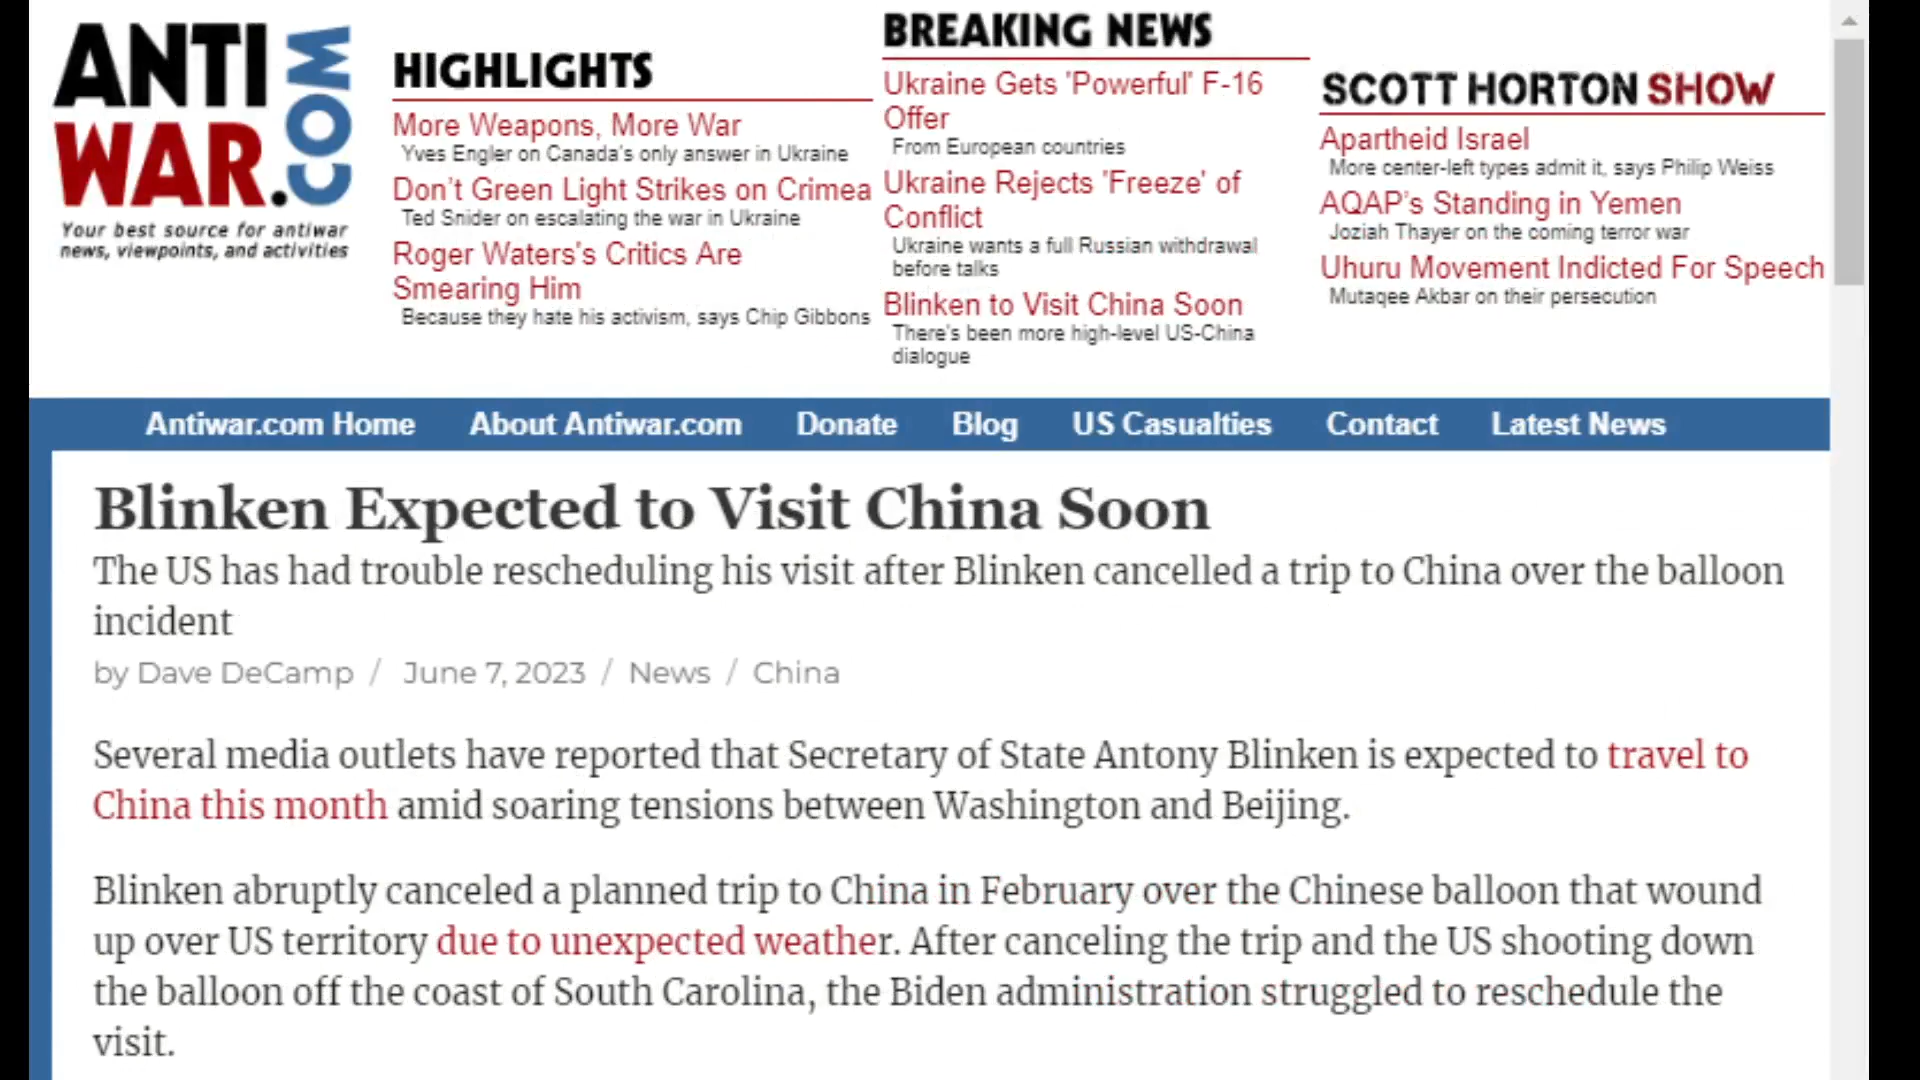 ANTI
WAR.COM
Your best source for antiwar
news, viewpoints, and activities
HIGHLIGHTS
More Weapons, More War
Yves Engler on Canada's only answer in Ukraine
Don't Green Light Strikes on Crimea
Ted Snider on escalating the war in Ukraine
Roger Waters's Critics Are
Smearing Him
Because they hate his activism, says Chip Gibbons
BREAKING NEWS
Ukraine Gets 'Powerful' F-16
Offer
From European countries
Ukraine Rejects 'Freeze' of
Conflict
Ukraine wants a full Russian withdrawal
before talks
Blinken to Visit China Soon
There's been more high-level US-China
dialogue
SCOTT HORTON SHOW
Apartheid Israel
More center-left types admit it, says Philip Weiss
AQAP's Standing in Yemen
Joziah Thayer on the coming terror war
Uhuru Movement Indicted For Speech
Mutaqee Akbar on their persecution
Antiwar.com Home About Antiwar.com Donate Blog US Casualties Contact Latest News
Blinken Expected to Visit China Soon
The US has had trouble rescheduling his visit after Blinken cancelled a trip to China over the balloon
incident
by Dave DeCamp / June 7, 2023 / News / China
Several media outlets have reported that Secretary of State Antony Blinken is expected to travel to
China this month amid soaring tensions between Washington and Beijing.
Blinken abruptly canceled a planned trip to China in February over the Chinese balloon that wound
up over US territory due to unexpected weather. After canceling the trip and the US shooting down
the balloon off the coast of South Carolina, the Biden administration struggled to reschedule the
visit.